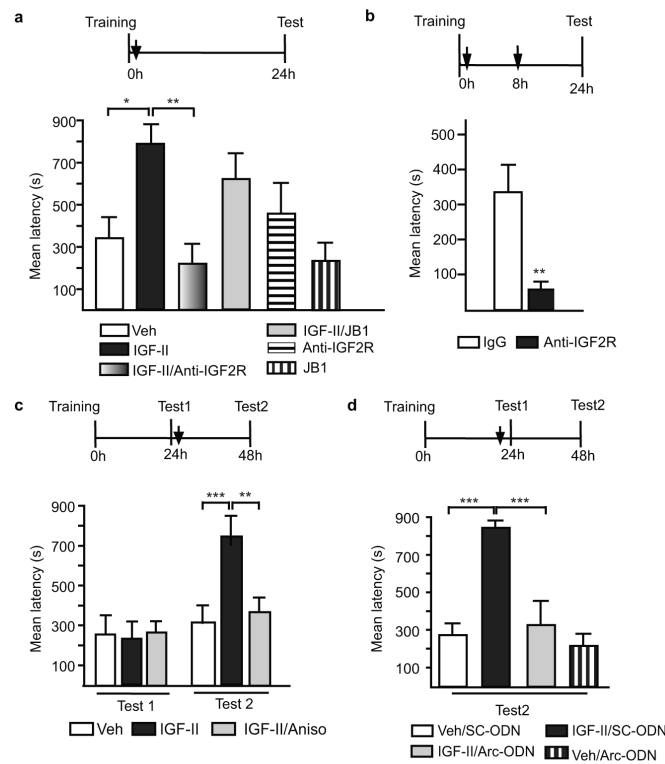 a
Training Test
0h 24h
* **
Mean latency (s)
900
700
500
300
100
Veh
IGF-II
IGF-II/Anti-IGF2R
IGF-II/JB1
Anti-IGF2R
JB1
b
Training Test
0h 8h 24h
Mean latency (s)
500
400
300
200
100
**
IgG Anti-IGF2R
c
Training Test1 Test2
0h 24h 48h
*** **
Mean latency (s)
900
700
500
300
100
Test 1 Test 2
Veh IGF-II IGF-II/Aniso
d
Training Test1 Test2
0h 24h 48h
*** ***
Mean latency (s)
900
700
500
300
100
Test2
Veh/SC-ODN IGF-II/SC-ODN
IGF-II/Arc-ODN Veh/Arc-ODN